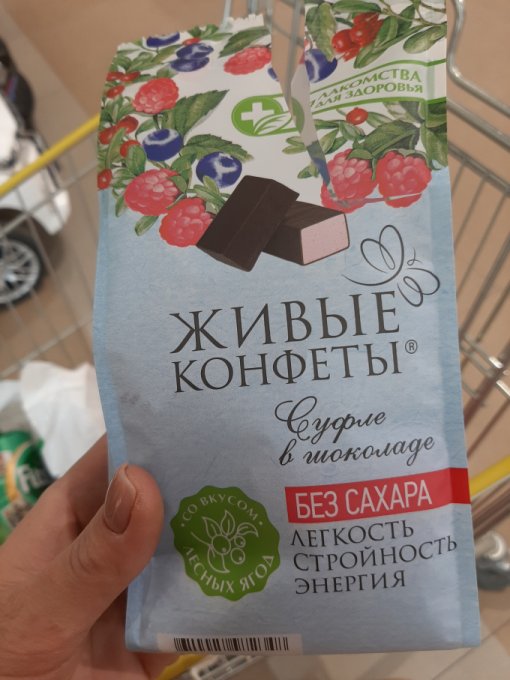 ЛАКОМСТВА
ДЛЯ ЗДОРОВЬЯ
ЖИВЫЕ
КОНФЕТЫ®
Суфле
в шоколаде
БЕЗ САХАРА
ЛЕГКОСТЬ
СТРОЙНОСТЬ
ЭНЕРГИЯ
СО ВКУСОМ
ЛЕСНЫХ ЯГОД